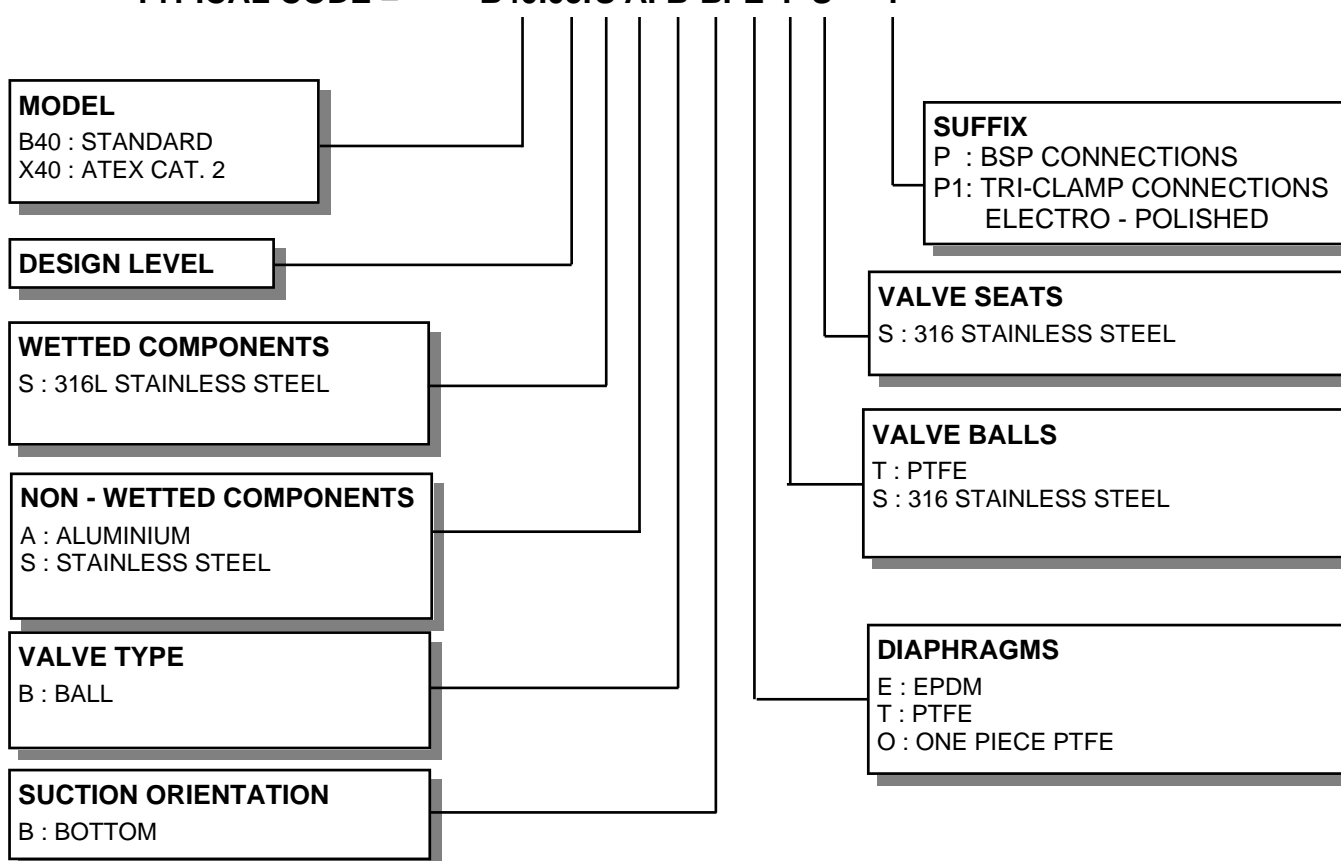 MODEL
B40 : STANDARD
X40 : ATEX CAT. 2
DESIGN LEVEL
WETTED COMPONENTS
S : 316L STAINLESS STEEL
NON - WETTED COMPONENTS
A : ALUMINIUM
S : STAINLESS STEEL
VALVE TYPE
B : BALL
SUCTION ORIENTATION
B : BOTTOM
SUFFIX
P : BSP CONNECTIONS
P1: TRI-CLAMP CONNECTIONS
ELECTRO - POLISHED
VALVE SEATS
S : 316 STAINLESS STEEL
VALVE BALLS
T : PTFE
S : 316 STAINLESS STEEL
DIAPHRAGMS
E : EPDM
T : PTFE
O : ONE PIECE PTFE